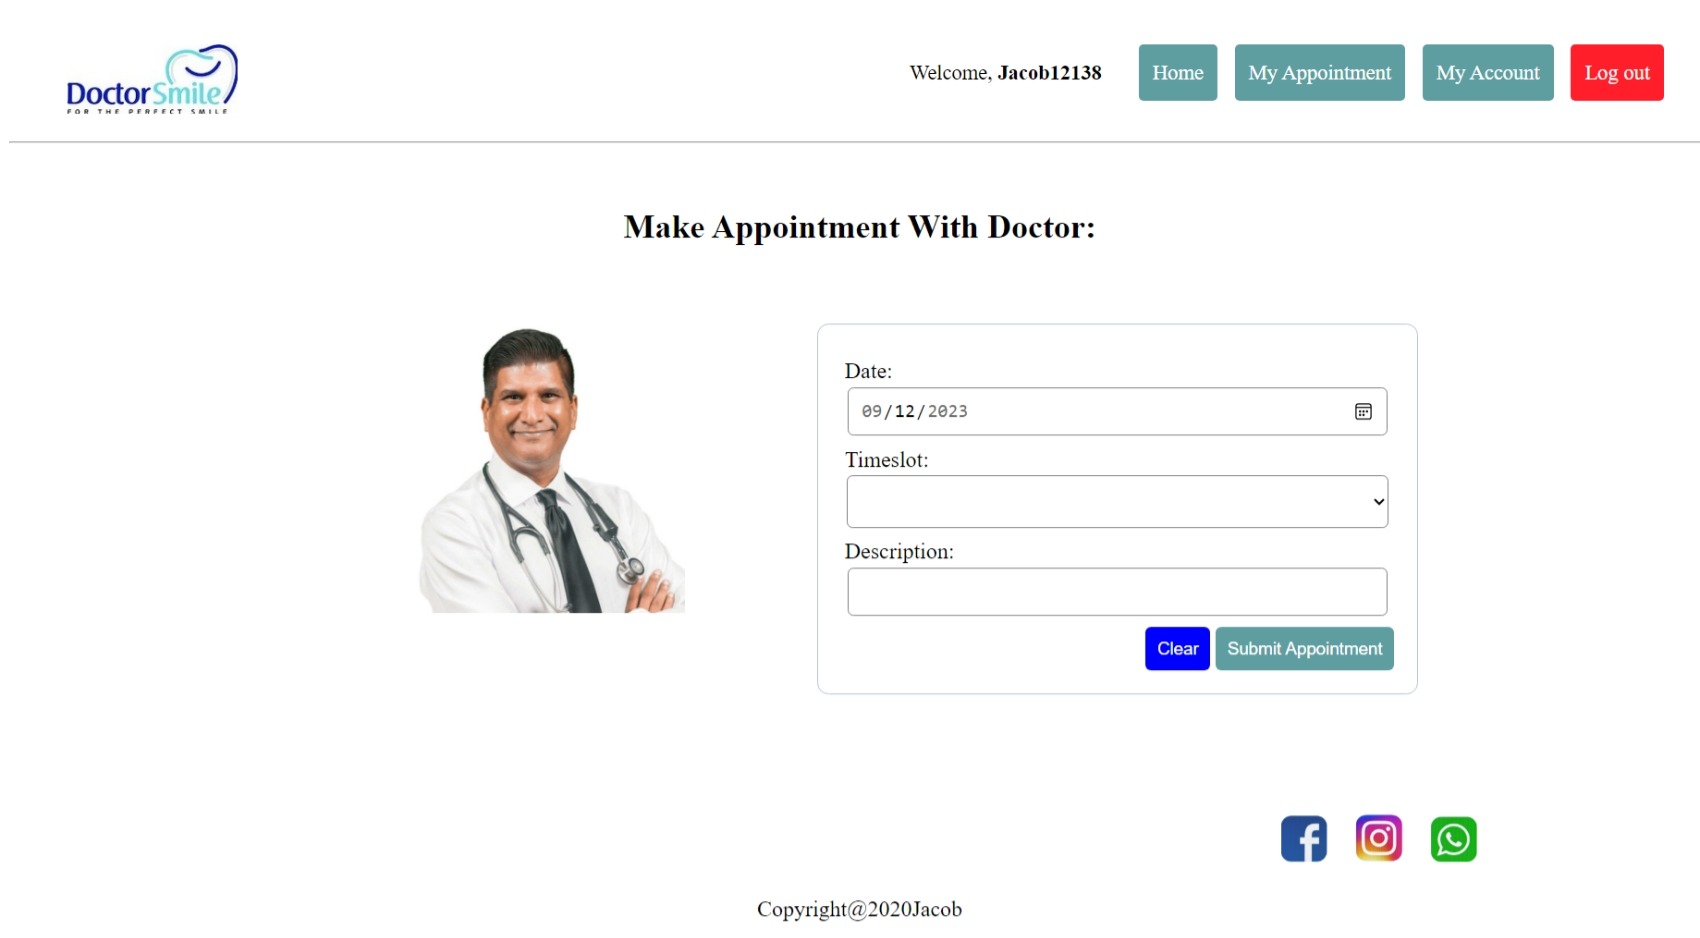 DoctorSmile
FOR THE PERFECT SMILE
Welcome, Jacob12138
Home
My Appointment
My Account
Log out
Make Appointment With Doctor:
Date:
09/12/2023
Timeslot:
Description:
Clear
Submit Appointment
Copyright@2020Jacob